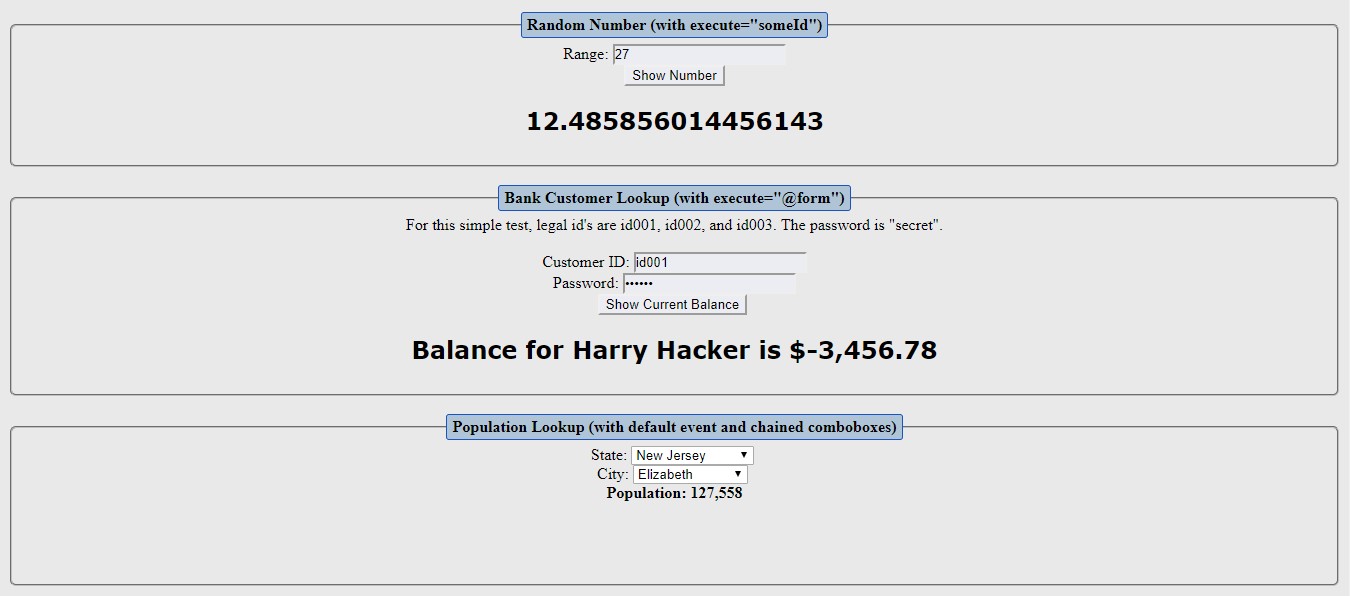 Random Number (with execute="someId")
Range: 27
Show Number
12.485856014456143
Bank Customer Lookup (with execute="@form")
For this simple test, legal id's are id001, id002, and id003. The password is "secret".
Customer ID: id001
Password: ••••••
Show Current Balance
Balance for Harry Hacker is $-3,456.78
Population Lookup (with default event and chained comboboxes)
State: New Jersey
City: Elizabeth
Population: 127,558